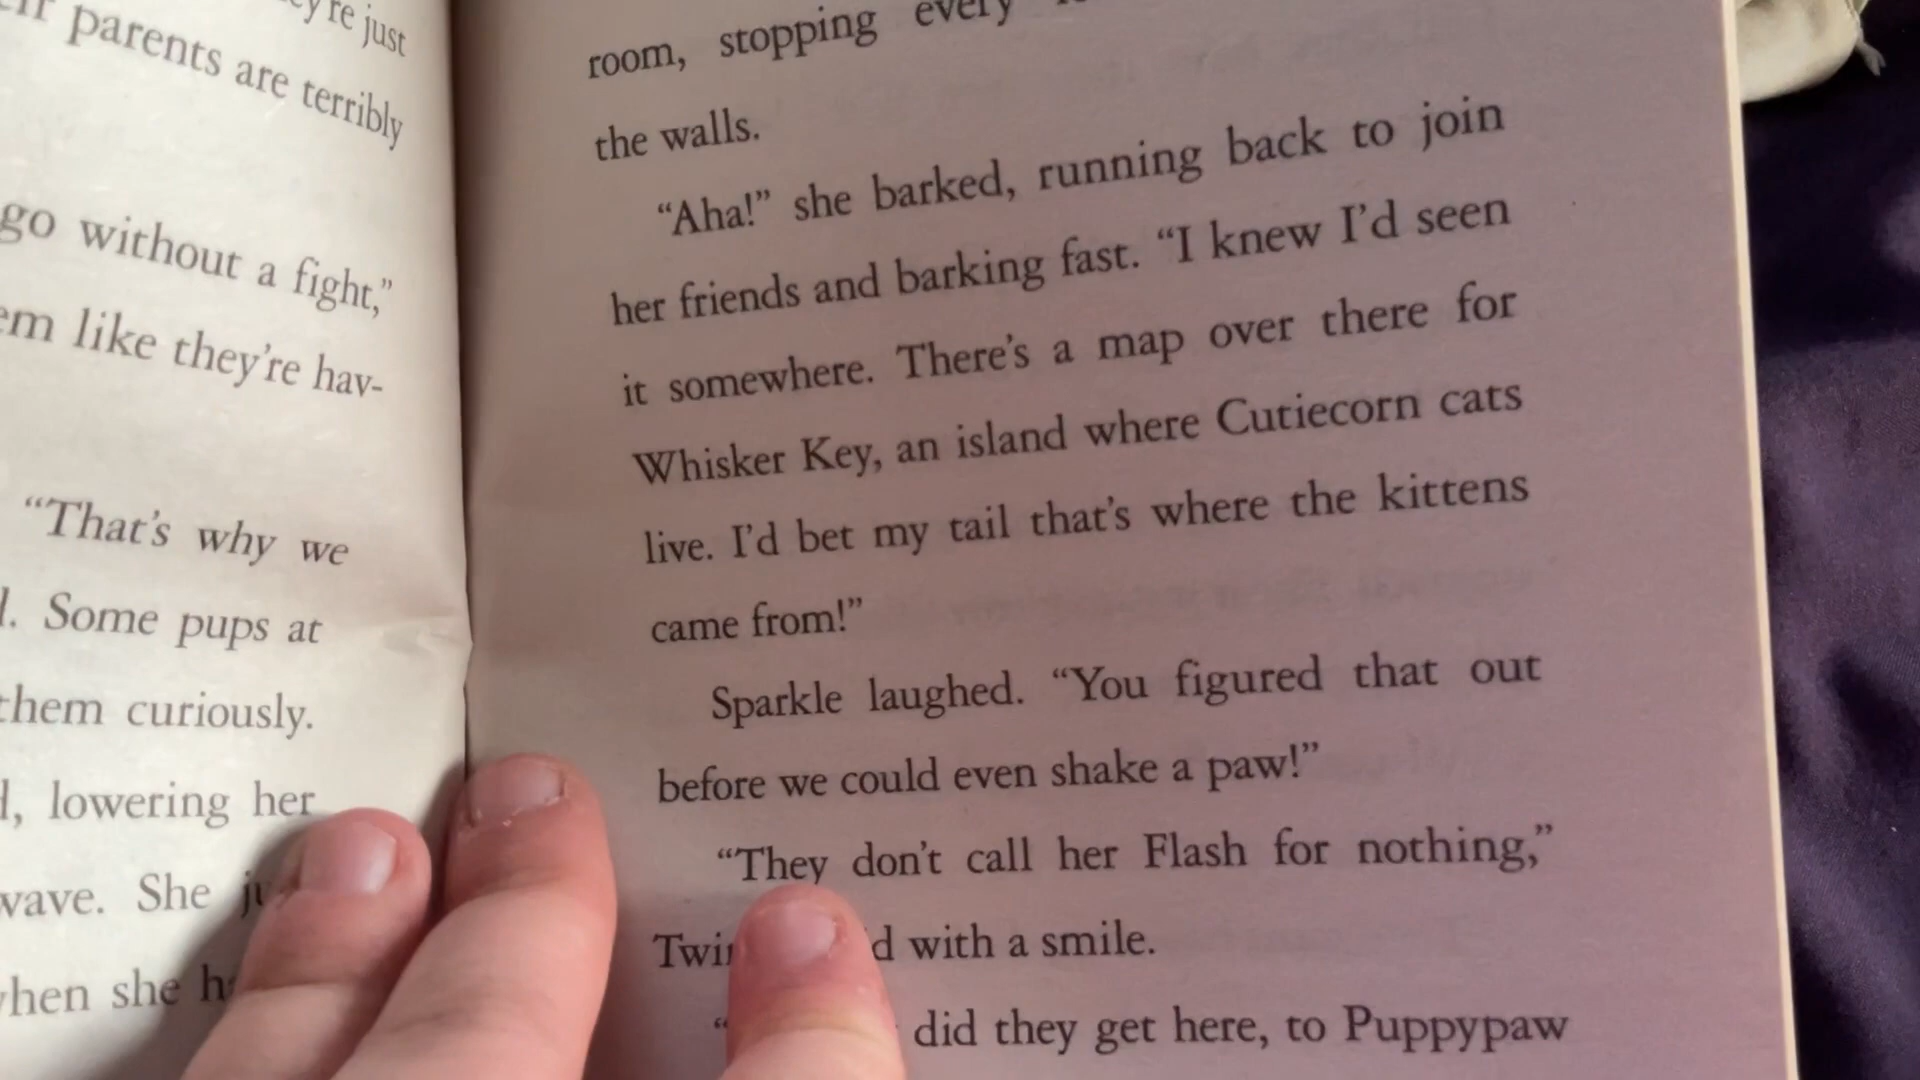 parents are terribly
go without a fight,"
like they're hav-
"That's why we
Some pups at
them curiously.
lowering her
wave. She
when she
room, stopping every
the walls.
"Aha!" she barked, running back to join
her friends and barking fast. "I knew I'd seen
it somewhere. There's a map over there for
Whisker Key, an island where Cutiecorn cats
live. I'd bet my tail that's where the kittens
came from!"
Sparkle laughed. "You figured that out
before we could even shake a paw!"
"They don't call her Flash for nothing,"
with a smile.
did they get here, to Puppypaw